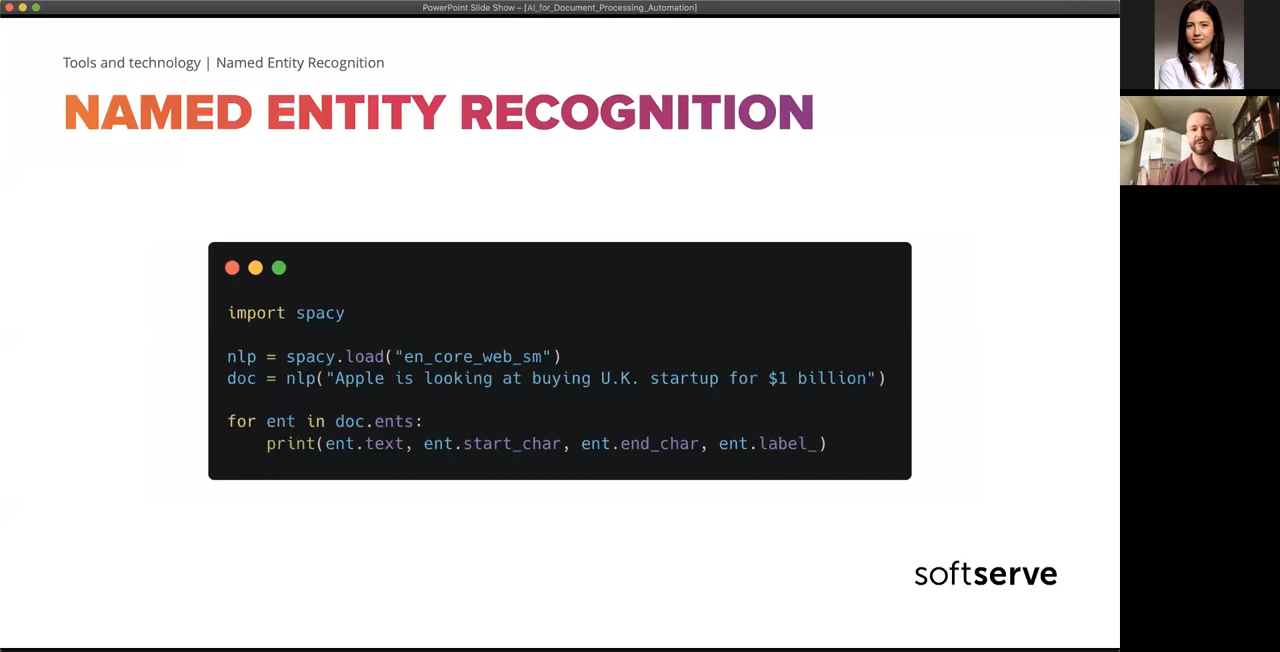 PowerPoint Slide Show – [AI_for_Document_Processing_Automation]
Tools and technology | Named Entity Recognition
NAMED ENTITY RECOGNITION
import spacy
nlp = spacy.load("en_core_web_sm")
doc = nlp("Apple is looking at buying U.K. startup for $1 billion")
for ent in doc.ents:
    print(ent.text, ent.start_char, ent.end_char, ent.label_)
softserve